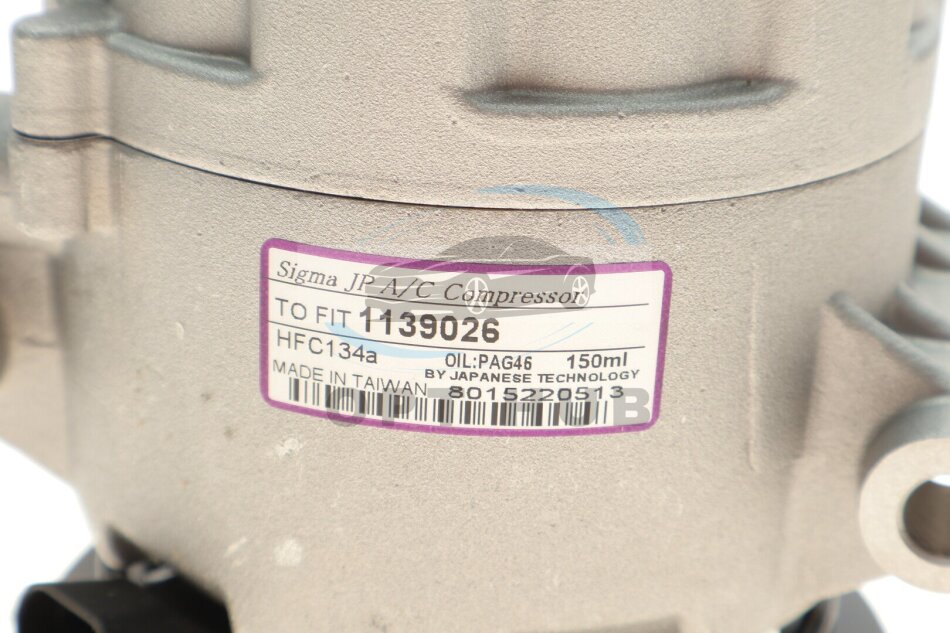 Sigma JP A/C Compressor
TO FIT 1139026
HFC134a OIL:PAG46 150ml
BY JAPANESE TECHNOLOGY
MADE IN TAIWAN 8015220513